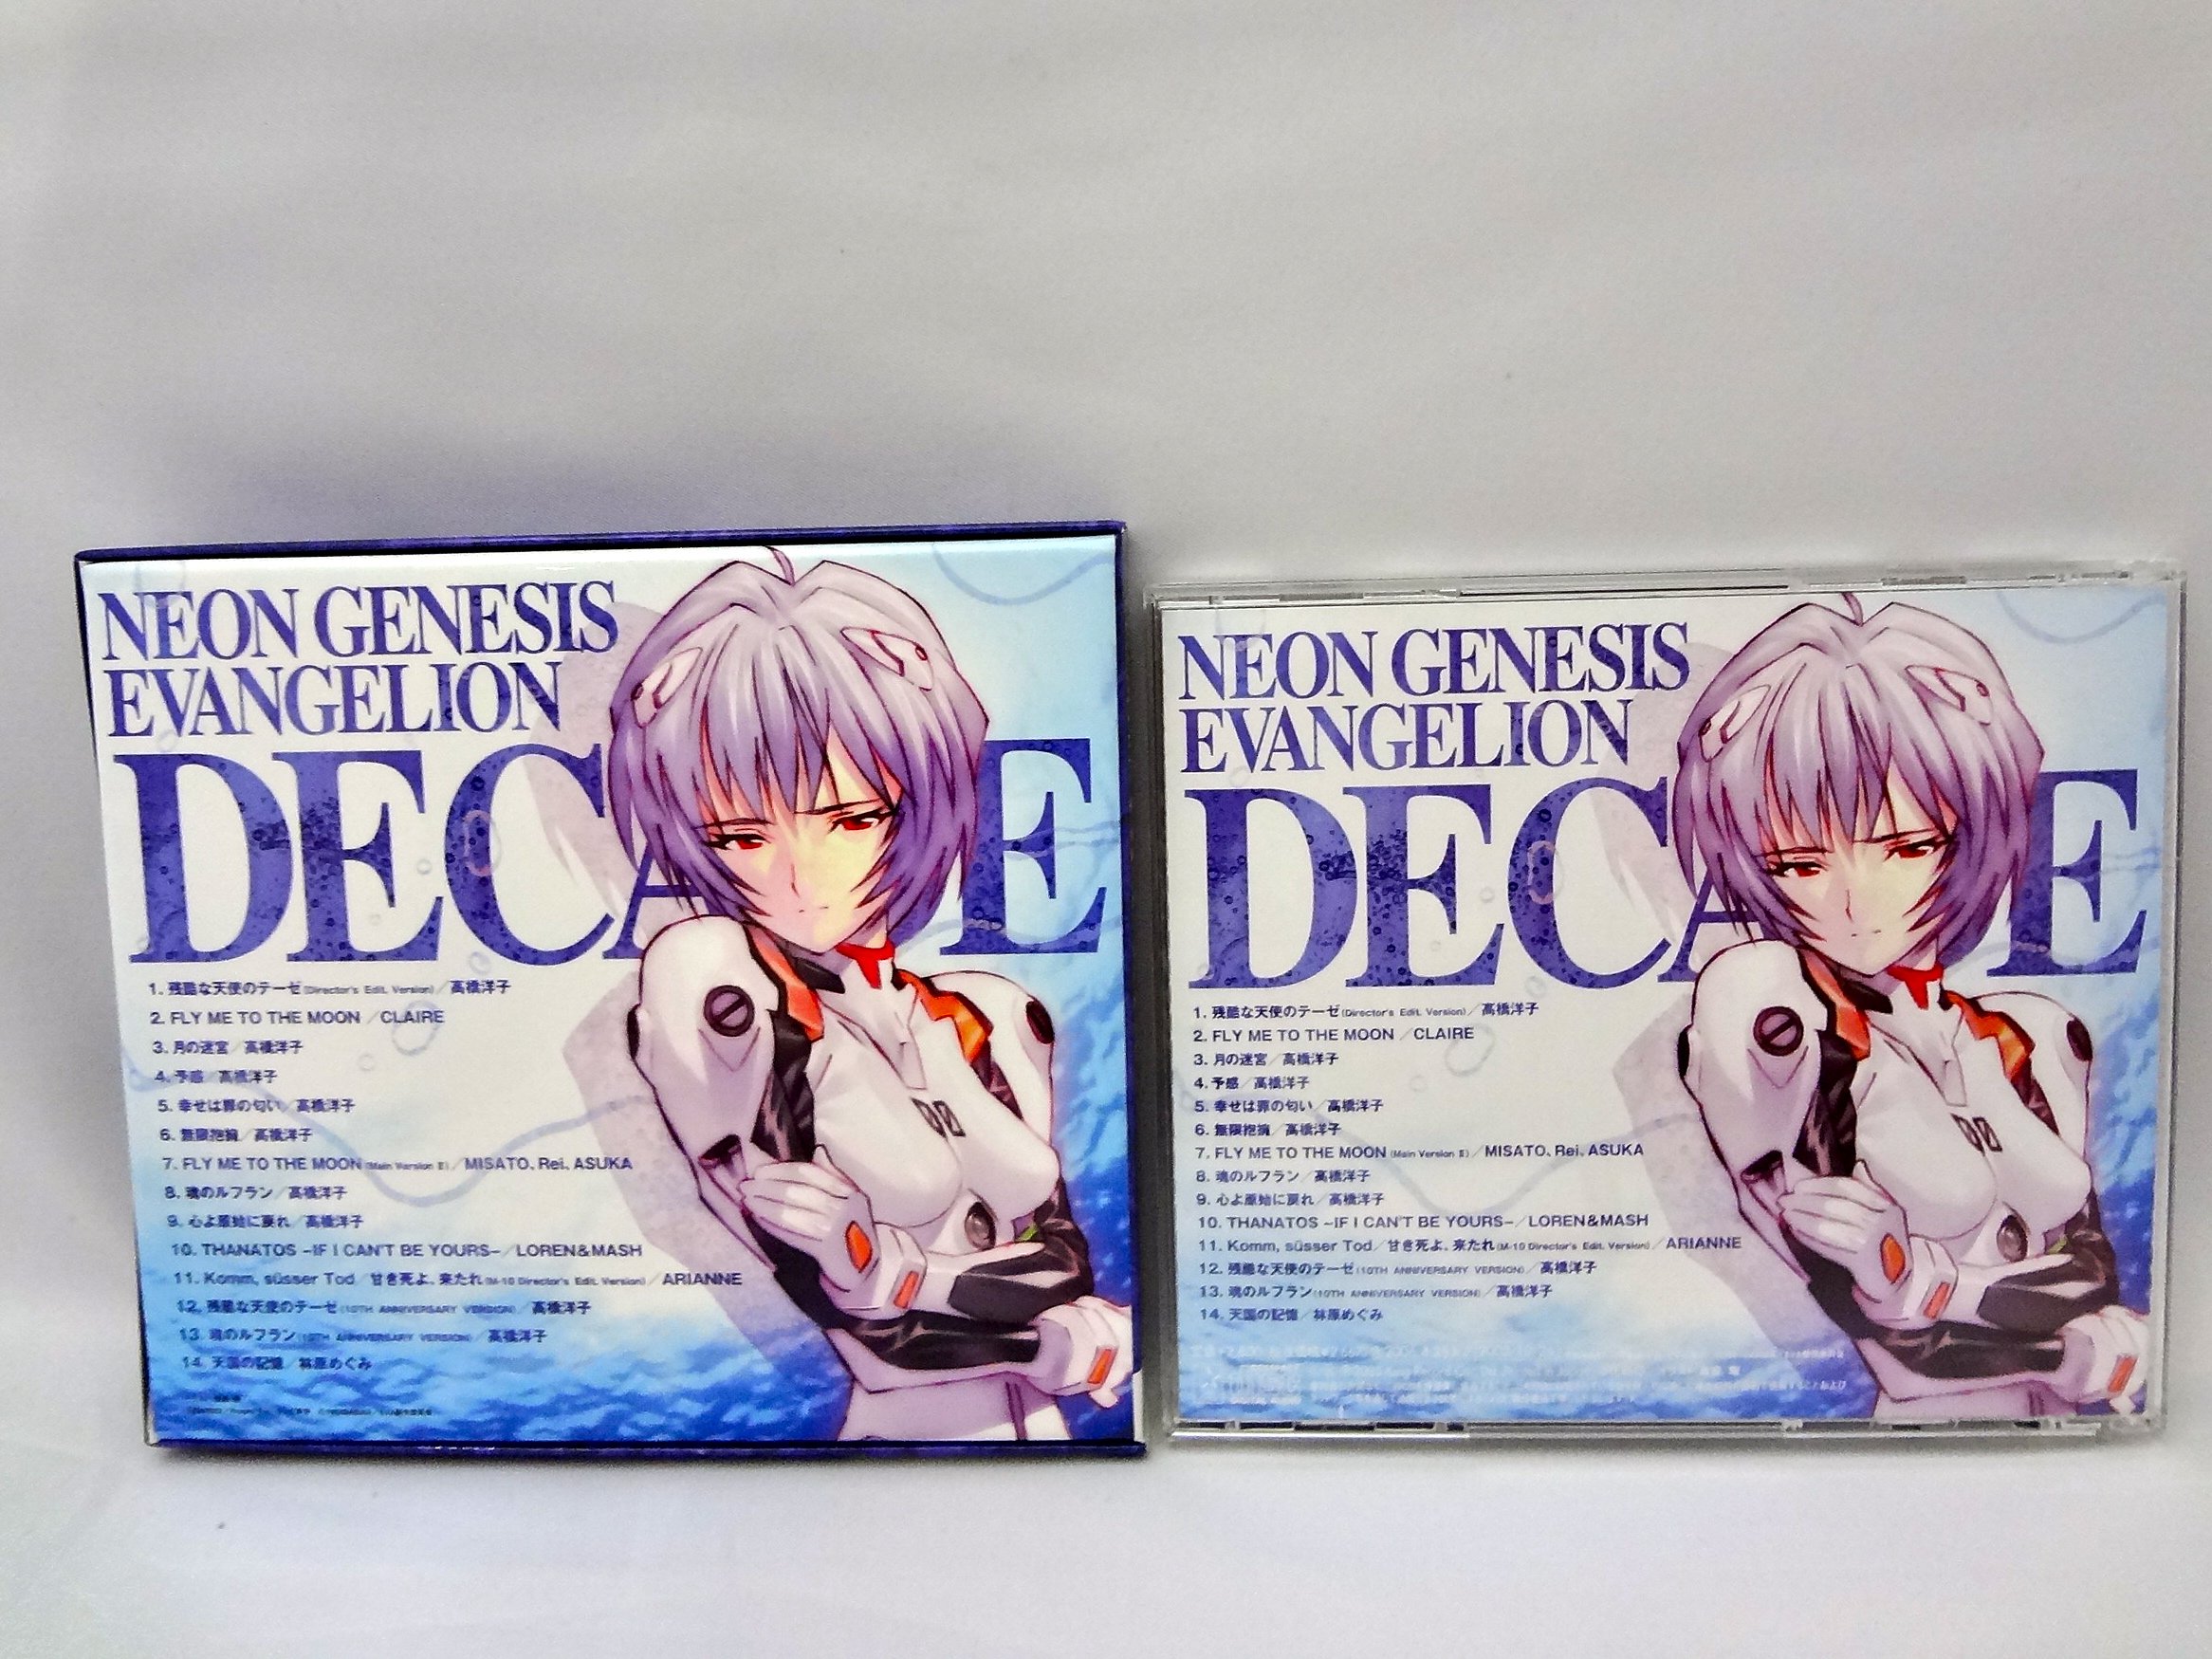 NEON GENESIS
EVANGELION
DECADE
1. 残酷な天使のテーゼ(Director's Edit. Version)／高橋洋子
2. FLY ME TO THE MOON ／CLAIRE
3. 月の迷宮／高橋洋子
4. 予感／高橋洋子
5. 幸せは罪の匂い／高橋洋子
6. 無限抱擁／高橋洋子
7. FLY ME TO THE MOON(Main Version Ⅱ)／MISATO、Rei、ASUKA
8. 魂のルフラン／高橋洋子
9. 心よ原始に戻れ／高橋洋子
10. THANATOS –IF I CAN'T BE YOURS–／LOREN&MASH
11. Komm, süsser Tod／甘き死よ、来たれ(M-10 Director's Edit. Version)／ARIANNE
12. 残酷な天使のテーゼ(10TH ANNIVERSARY VERSION)／高橋洋子
13. 魂のルフラン(10TH ANNIVERSARY VERSION)／高橋洋子
14. 天国の記憶／林原めぐみ
00
NEON GENESIS
EVANGELION
DECADE
1. 残酷な天使のテーゼ(Director's Edit. Version)／高橋洋子
2. FLY ME TO THE MOON ／CLAIRE
3. 月の迷宮／高橋洋子
4. 予感／高橋洋子
5. 幸せは罪の匂い／高橋洋子
6. 無限抱擁／高橋洋子
7. FLY ME TO THE MOON (Main Version Ⅱ)／MISATO、Rei、ASUKA
8. 魂のルフラン／高橋洋子
9. 心よ原始に戻れ／高橋洋子
10. THANATOS –IF I CAN'T BE YOURS–／LOREN&MASH
11. Komm, süsser Tod／甘き死よ、来たれ(M-10 Director's Edit. Version)／ARIANNE
12. 残酷な天使のテーゼ(10TH ANNIVERSARY VERSION)／高橋洋子
13. 魂のルフラン(10TH ANNIVERSARY VERSION)／高橋洋子
14. 天国の記憶／林原めぐみ
00